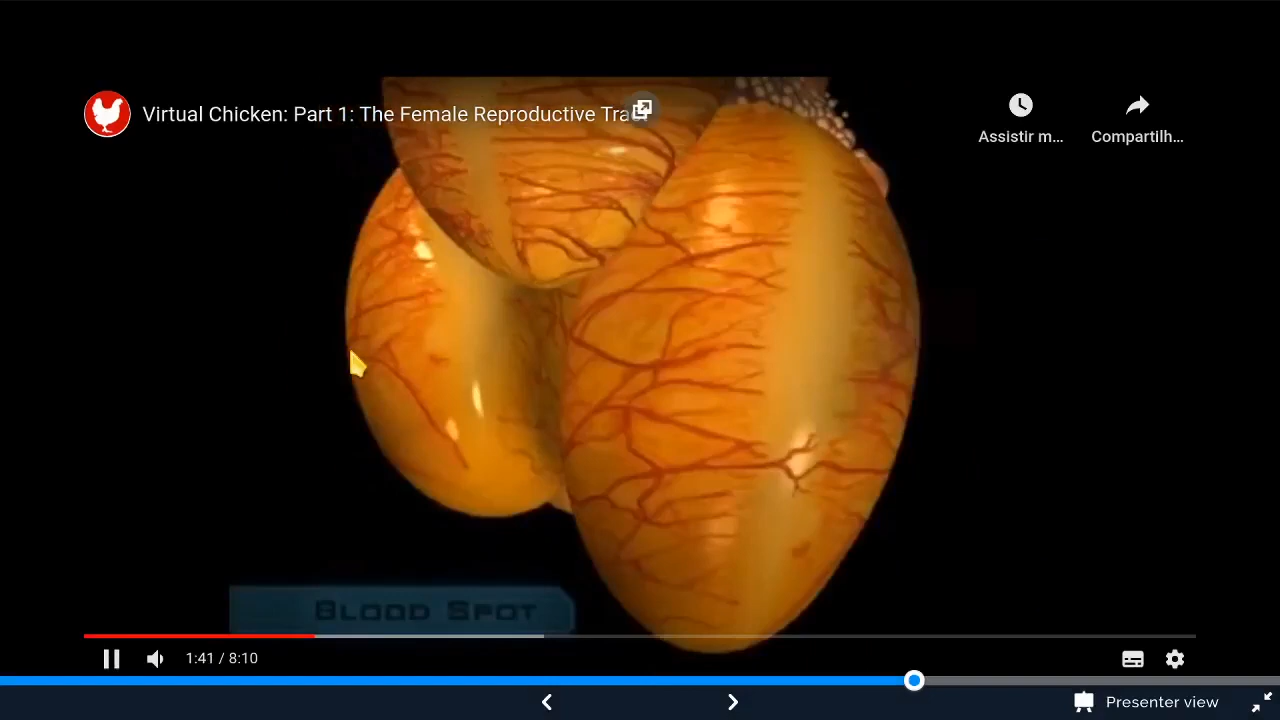 Virtual Chicken: Part 1: The Female Reproductive Tra
Assistir m...
Compartilh...
BLOOD SPOT
1:41 / 8:10
Presenter view